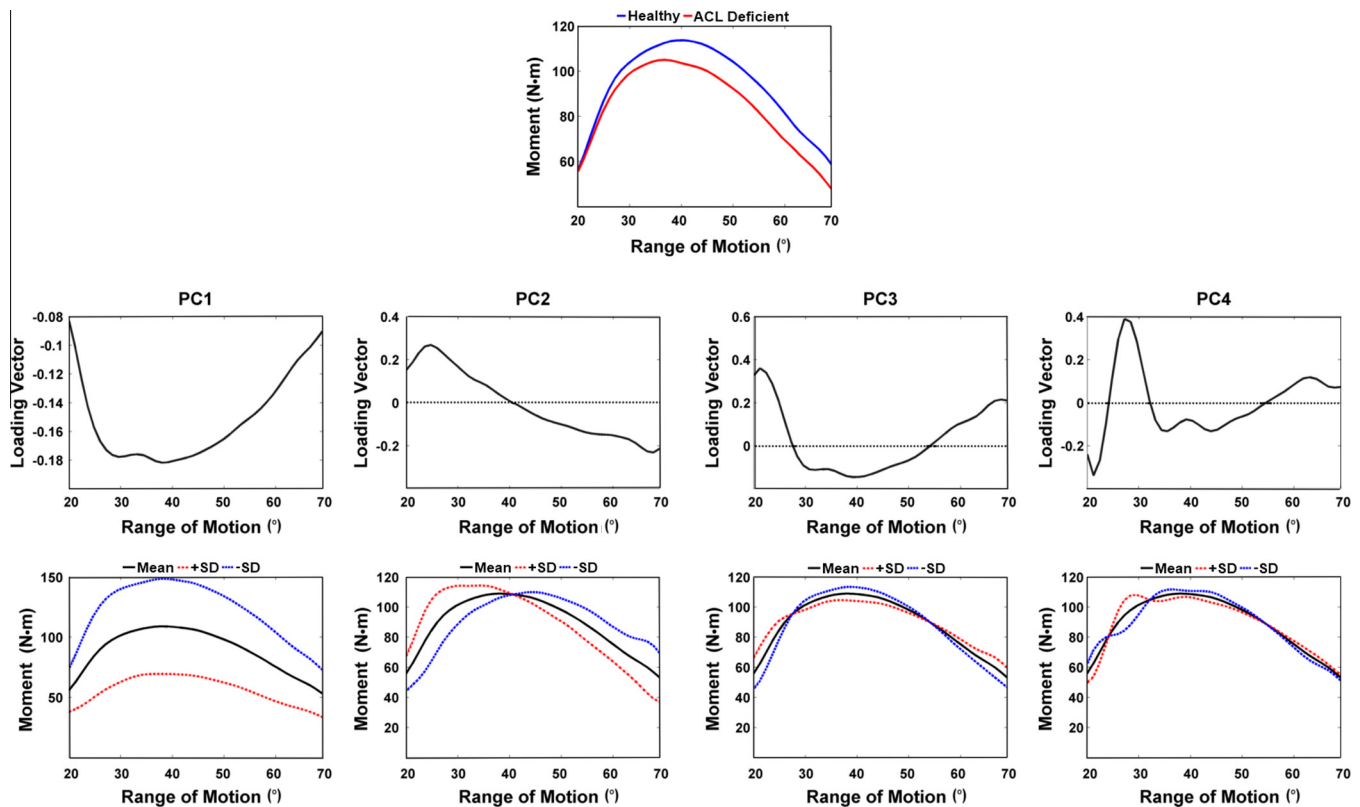 Healthy ACL Deficient
120
100
80
60
Moment (N·m)
20 30 40 50 60 70
Range of Motion (°)
PC1
-0.08
-0.1
-0.12
-0.14
-0.16
-0.18
Loading Vector
20 30 40 50 60 70
Range of Motion (°)
PC2
0.4
0.2
0
-0.2
Loading Vector
20 30 40 50 60 70
Range of Motion (°)
PC3
0.6
0.4
0.2
0
Loading Vector
20 30 40 50 60 70
Range of Motion (°)
PC4
0.4
0.2
0
-0.2
Loading Vector
20 30 40 50 60 70
Range of Motion (°)
Mean +SD -SD
150
100
50
Moment (N·m)
20 30 40 50 60 70
Range of Motion (°)
Mean +SD -SD
120
100
80
60
40
20
Moment (N·m)
20 30 40 50 60 70
Range of Motion (°)
Mean +SD -SD
120
100
80
60
40
20
Moment (N·m)
20 30 40 50 60 70
Range of Motion (°)
Mean +SD -SD
120
100
80
60
40
20
Moment (N·m)
20 30 40 50 60 70
Range of Motion (°)